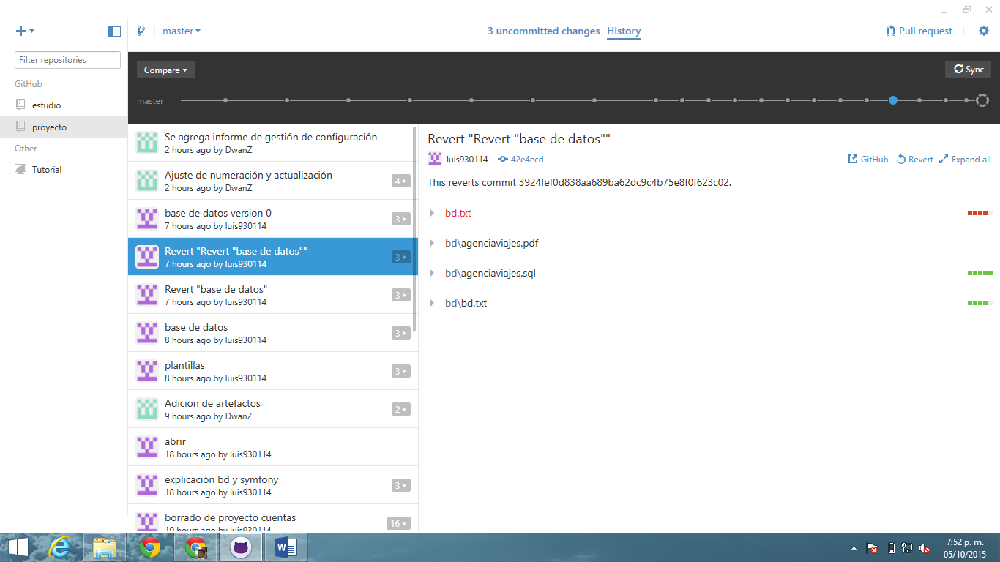 master
3 uncommitted changes History
Pull request
Filter repositories
GitHub
estudio
proyecto
Other
Tutorial
Compare
Sync
master
Se agrega informe de gestión de configuración
2 hours ago by DwanZ
Ajuste de numeración y actualización
2 hours ago by DwanZ
4
base de datos version 0
7 hours ago by luis930114
3
Revert "Revert "base de datos""
7 hours ago by luis930114
3
Revert "base de datos"
7 hours ago by luis930114
3
base de datos
8 hours ago by luis930114
3
plantillas
8 hours ago by luis930114
3
Adición de artefactos
9 hours ago by DwanZ
2
abrir
18 hours ago by luis930114
explicación bd y symfony
18 hours ago by luis930114
3
borrado de proyecto cuentas
19 hours ago by luis930114
16
Revert "Revert "base de datos""
luis930114 42e4ecd
GitHub Revert Expand all
This reverts commit 3924fef0d838aa689ba62dc9c4b75e8f0f623c02.
bd.txt
bd\agenciaviajes.pdf
bd\agenciaviajes.sql
bd\bd.txt
7:52 p. m.
05/10/2015